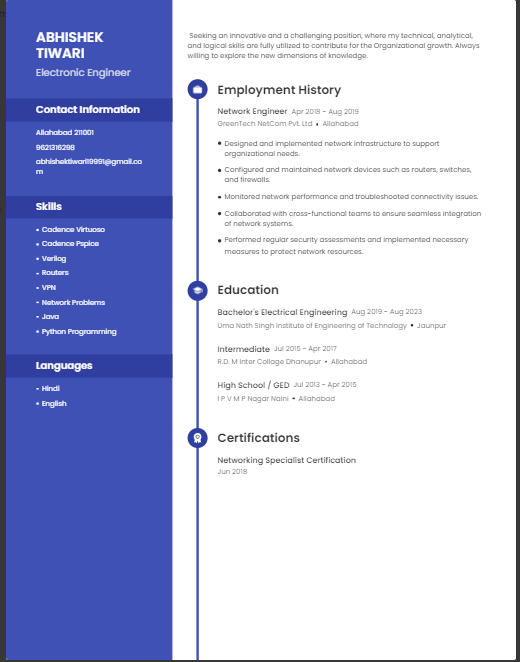 ABHISHEK
TIWARI
Electronic Engineer
Contact Information
Allahabad 211001
9621316298
abhishektiwari19991@gmail.co
m
Skills
• Cadence Virtuoso
• Cadence Pspice
• Verilog
• Routers
• VPN
• Network Problems
• Java
• Python Programming
Languages
• Hindi
• English
Seeking an innovative and a challenging position, where my technical, analytical,
and logical skills are fully utilized to contribute for the Organizational growth. Always
willing to explore the new dimensions of knowledge.
Employment History
Network Engineer Apr 2018 - Aug 2019
GreenTech NetCom Pvt. Ltd • Allahabad
• Designed and implemented network infrastructure to support
organizational needs.
• Configured and maintained network devices such as routers, switches,
and firewalls.
• Monitored network performance and troubleshooted connectivity issues.
• Collaborated with cross-functional teams to ensure seamless integration
of network systems.
• Performed regular security assessments and implemented necessary
measures to protect network resources.
Education
Bachelor's Electrical Engineering Aug 2019 - Aug 2023
Uma Nath Singh Institute of Engineering of Technology • Jaunpur
Intermediate Jul 2015 - Apr 2017
R.D. M Inter Collage Dhanupur • Allahabad
High School / GED Jul 2013 - Apr 2015
I P V M P Nagar Naini • Allahabad
Certifications
Networking Specialist Certification
Jun 2018